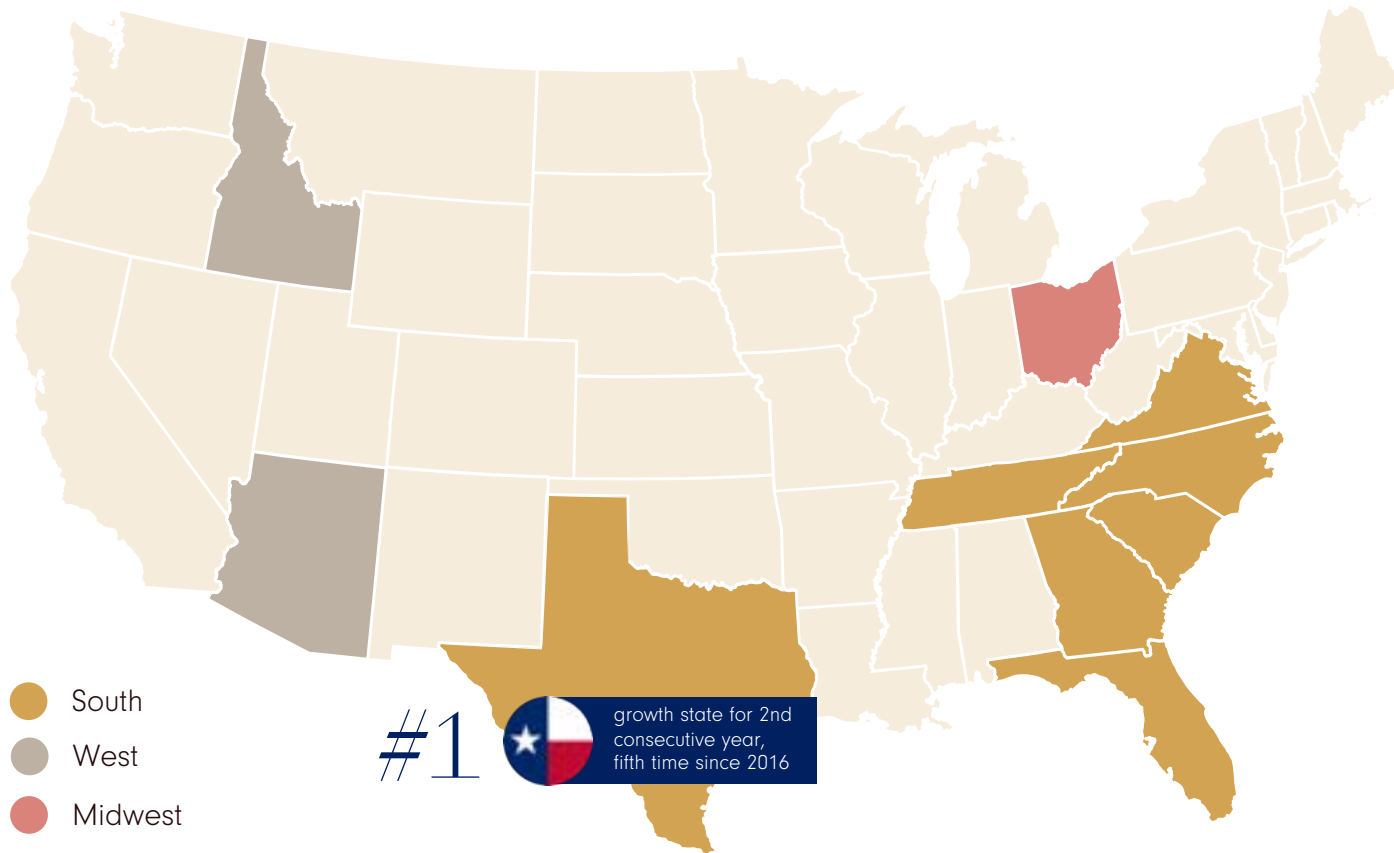 South
West
Midwest
#1
growth state for 2nd
consecutive year,
fifth time since 2016